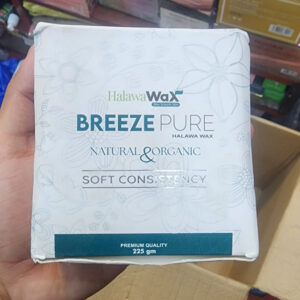 HalawaWaX
BREEZE PURE
HALAWA WAX
NATURAL & ORGANIC
SOFT CONSISTENCY
PREMIUM QUALITY
225 gm